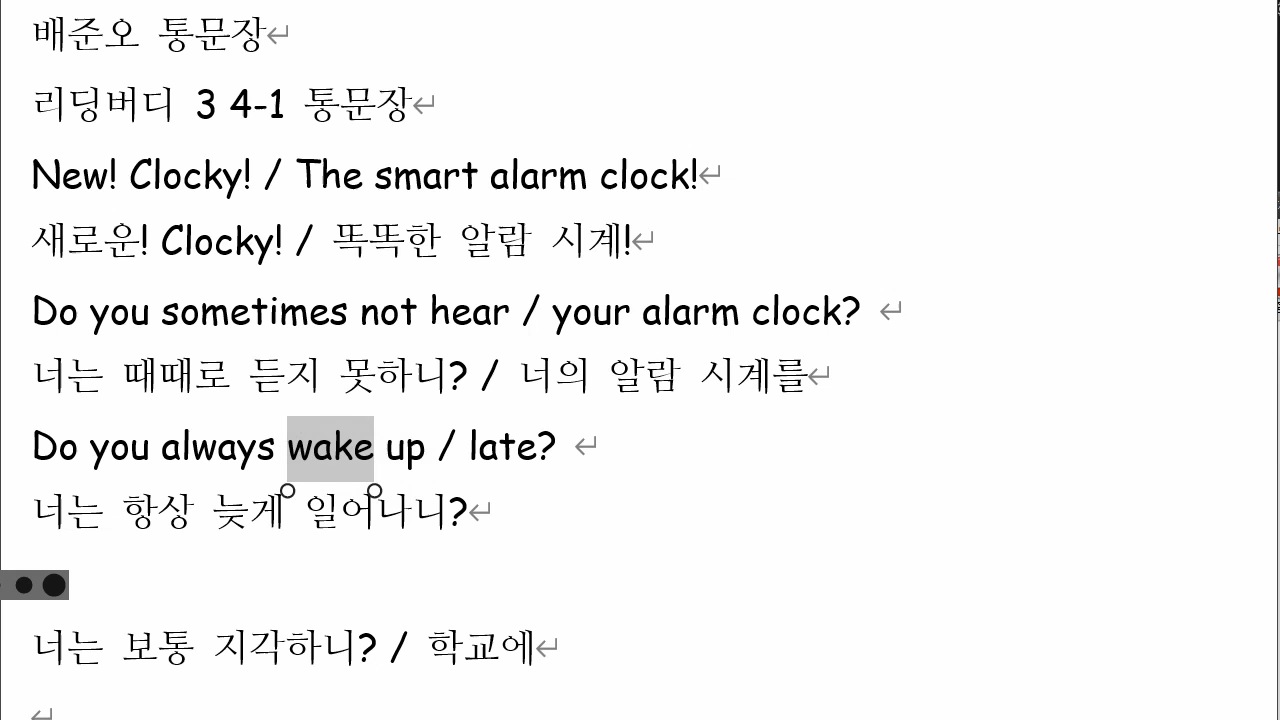 배준오 통문장↵
리딩버디 3 4-1 통문장↵
New! Clocky! / The smart alarm clock!↵
새로운! Clocky! / 똑똑한 알람 시계!↵
Do you sometimes not hear / your alarm clock? ↵
너는 때때로 듣지 못하니? / 너의 알람 시계를↵
Do you always wake up / late? ↵
너는 항상 늦게 일어나니?↵
너는 보통 지각하니? / 학교에↵
↵